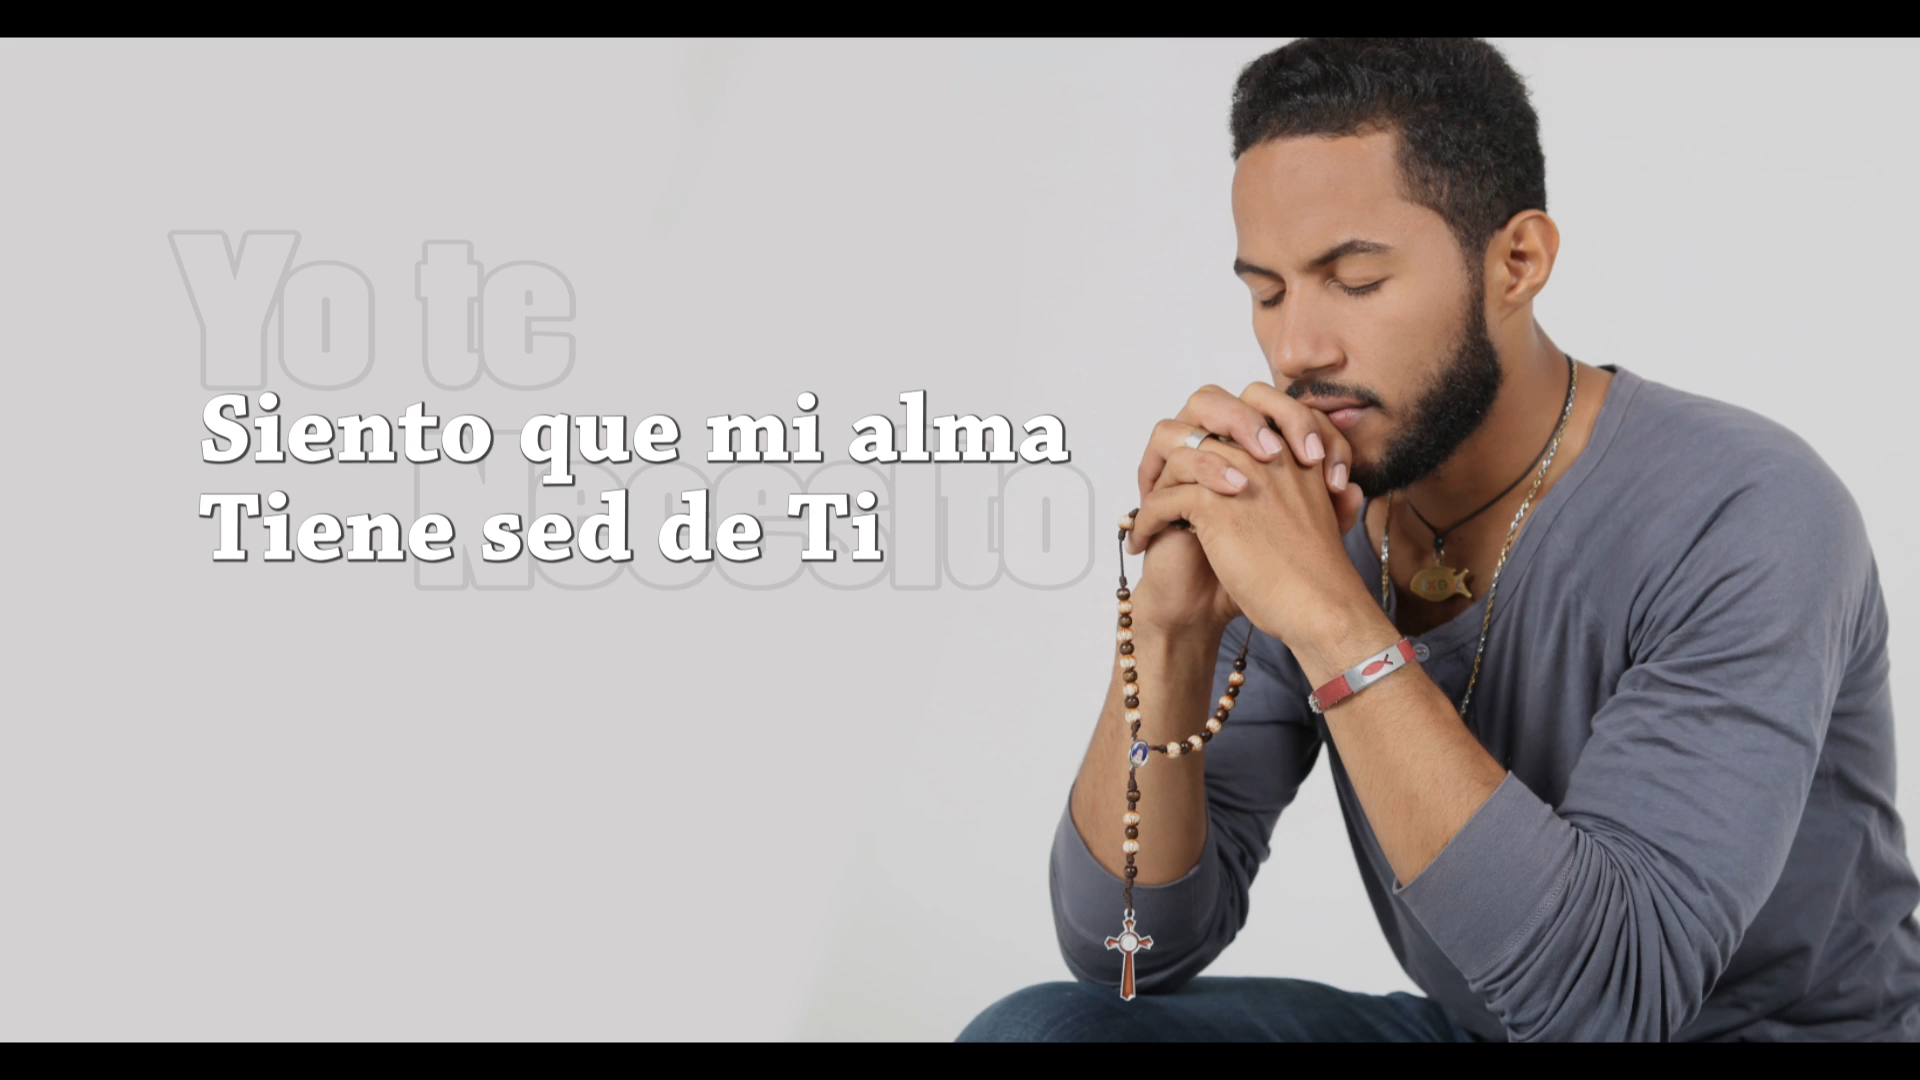 Yo te
Siento que mi alma
Necesito
Tiene sed de Ti